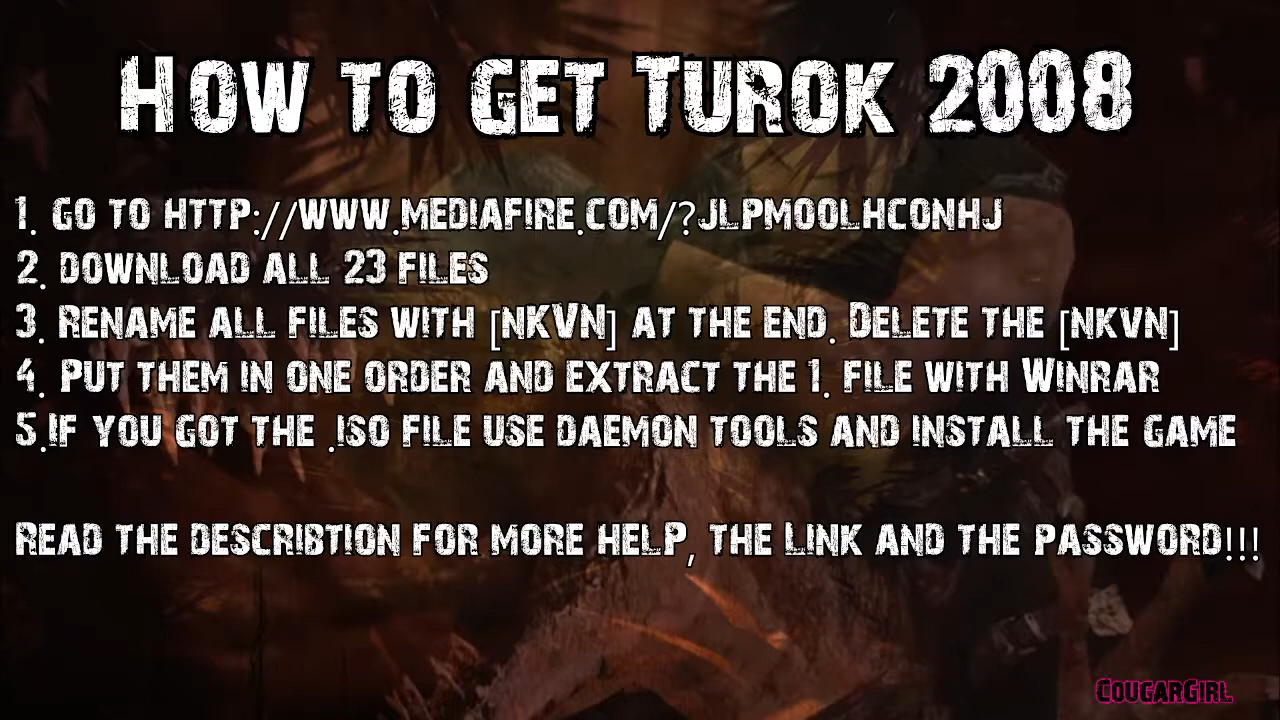 How to get Turok 2008
1. Go to http://www.mediafire.com/?jlpmoolhconhj
2. Download all 23 files
3. Rename all files with [nkVN] at the end. Delete the [nkvn]
4. Put them in one order and extract the 1. file with Winrar
5.If you got the .iso file use daemon tools and install the game
Read the describtion for more help, the link and the password!!!
CougarGirl